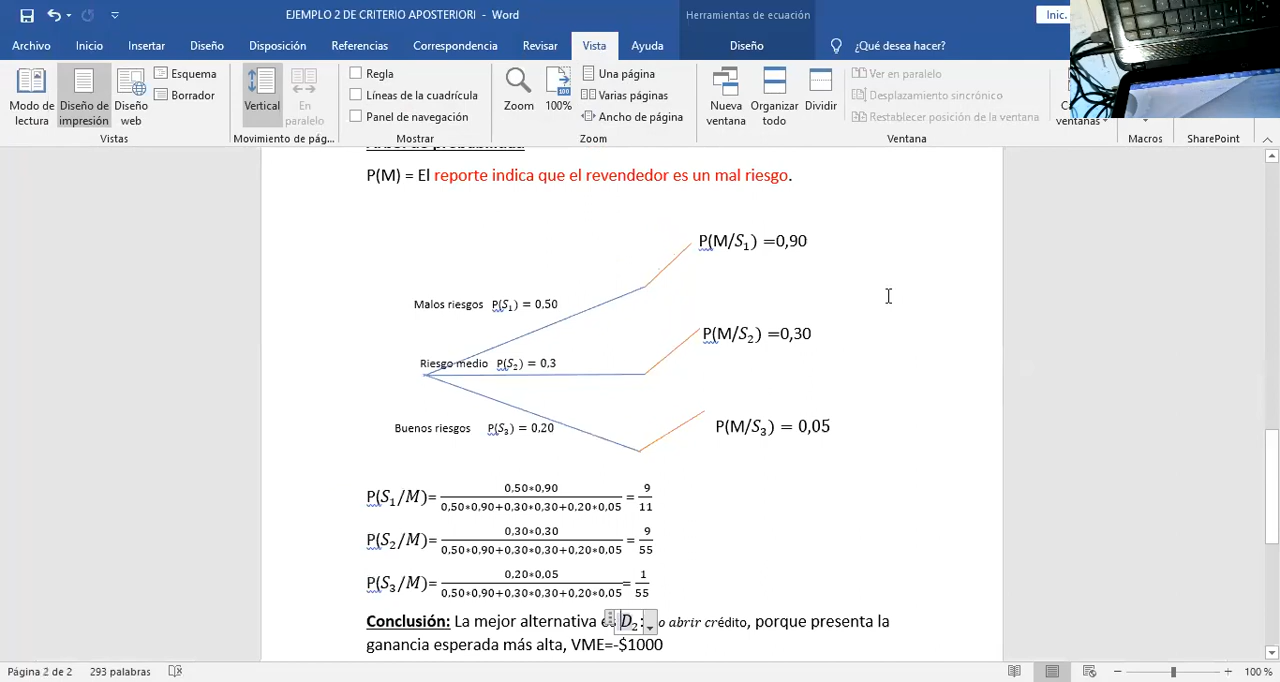 EJEMPLO 2 DE CRITERIO APOSTERIORI - Word
Herramientas de ecuación
Inic.
Archivo Inicio Insertar Diseño Disposición Referencias Correspondencia Revisar Vista Ayuda Diseño ¿Qué desea hacer?
Modo de lectura
Diseño de impresión
Diseño web
Esquema
Borrador
Vistas
Vertical
En paralelo
Movimiento de pág...
Regla
Líneas de la cuadrícula
Panel de navegación
Mostrar
Zoom
100%
Una página
Varias páginas
Ancho de página
Zoom
Nueva ventana
Organizar todo
Dividir
Ver en paralelo
Desplazamiento sincrónico
Restablecer posición de la ventana
ventanas
Ventana
Macros
SharePoint
P(M) = El reporte indica que el revendedor es un mal riesgo.
P(M/S₁) =0,90
Malos riesgos P(S₁) = 0,50
P(M/S₂) =0,30
Riesgo medio P(S₂) = 0,3
P(M/S₃) = 0,05
Buenos riesgos P(S₃) = 0,20
P(S₁/M)= 0,50∗0,90 / 0,50∗0,90+0,30∗0,30+0,20∗0,05 = 9/11
P(S₂/M)= 0,30∗0,30 / 0,50∗0,90+0,30∗0,30+0,20∗0,05 = 9/55
P(S₃/M)= 0,20∗0,05 / 0,50∗0,90+0,30∗0,30+0,20∗0,05 = 1/55
Conclusión: La mejor alternativa D₂: o abrir crédito, porque presenta la
ganancia esperada más alta, VME=-$1000
Página 2 de 2 293 palabras
100 %